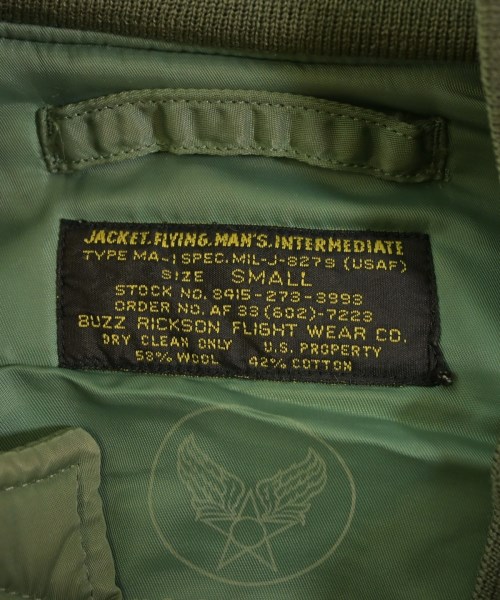 JACKET, FLYING, MAN'S, INTERMEDIATE
TYPE MA-1 SPEC. MIL-J-8279 (USAF)
SIZE SMALL
STOCK NO. 8415-273-3993
ORDER NO. AF 33 (602)-7223
BUZZ RICKSON FLIGHT WEAR CO.
DRY CLEAN ONLY U.S. PROPERTY
58% WOOL 42% COTTON